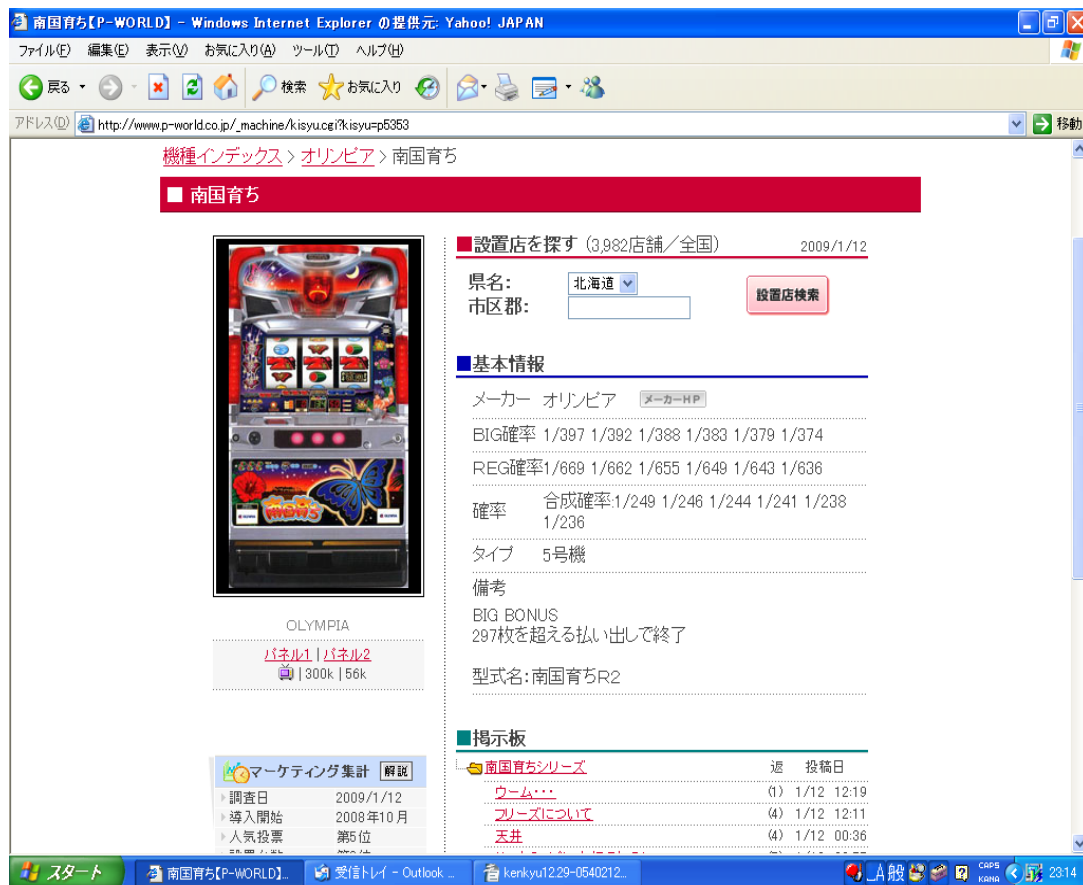 南国育ち【P-WORLD】 - Windows Internet Explorer の提供元: Yahoo! JAPAN
ファイル(F) 編集(E) 表示(V) お気に入り(A) ツール(T) ヘルプ(H)
戻る 検索 お気に入り
アドレス(D) http://www.p-world.co.jp/_machine/kisyu.cgi?kisyu=p5353 移動
機種インデックス > オリンピア > 南国育ち
■ 南国育ち
■設置店を探す (3,982店舗／全国) 2009/1/12
県名: 北海道
市区郡:
設置店検索
■基本情報
メーカー オリンピア メーカーHP
BIG確率 1/397 1/392 1/388 1/383 1/379 1/374
REG確率1/669 1/662 1/655 1/649 1/643 1/636
確率 合成確率:1/249 1/246 1/244 1/241 1/238
1/236
タイプ 5号機
備考
BIG BONUS
297枚を超える払い出しで終了
型式名:南国育ちR2
南国育ち
OLYMPIA
パネル1 | パネル2
| 300k | 56k
マーケティング集計 解説
調査日 2009/1/12
導入開始 2008年10月
人気投票 第5位
■掲示板
南国育ちシリーズ 返 投稿日
ウーム・・・ (1) 1/12 12:19
フリーズについて (4) 1/12 12:11
天井 (4) 1/12 00:36
スタート 南国育ち【P-WORLD】... 受信トレイ - Outlook ... kenkyu12.29-0540212... A 般 CAPS KANA 23:14